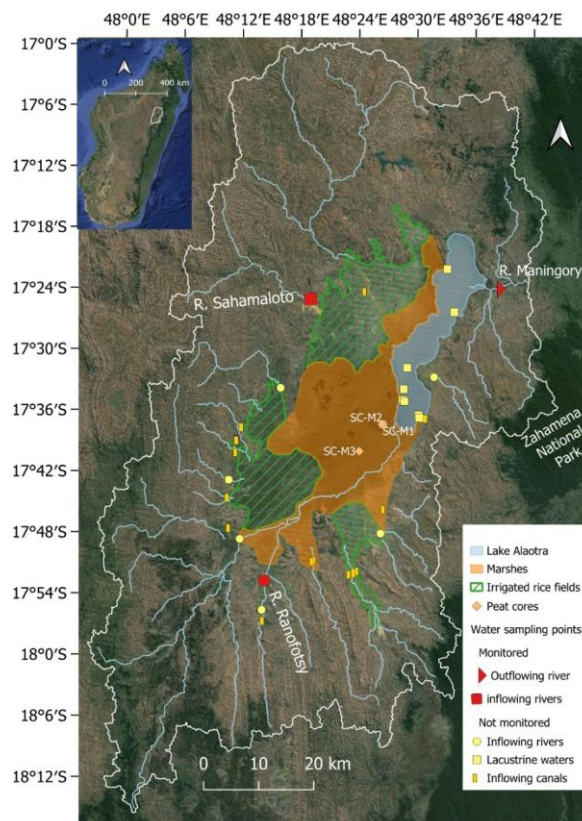 48°0'E 48°6'E 48°12'E 48°18'E 48°24'E 48°30'E 48°36'E 48°42'E
17°0'S
0 200 400 km
17°6'S
17°12'S
17°18'S
17°24'S
R. Maningory
R. Sahamaloto
17°30'S
17°36'S
SC-M2
SC-M1
Zahamena
National
Park
SC-M3
17°42'S
17°48'S
17°54'S
R. Ranofotsy
18°0'S
18°6'S
18°12'S
0 10 20 km
Lake Alaotra
Marshes
Irrigated rice fields
Peat cores
Water sampling points
Monitored
Outflowing river
inflowing rivers
Not monitored
Inflowing rivers
Lacustrine waters
Inflowing canals